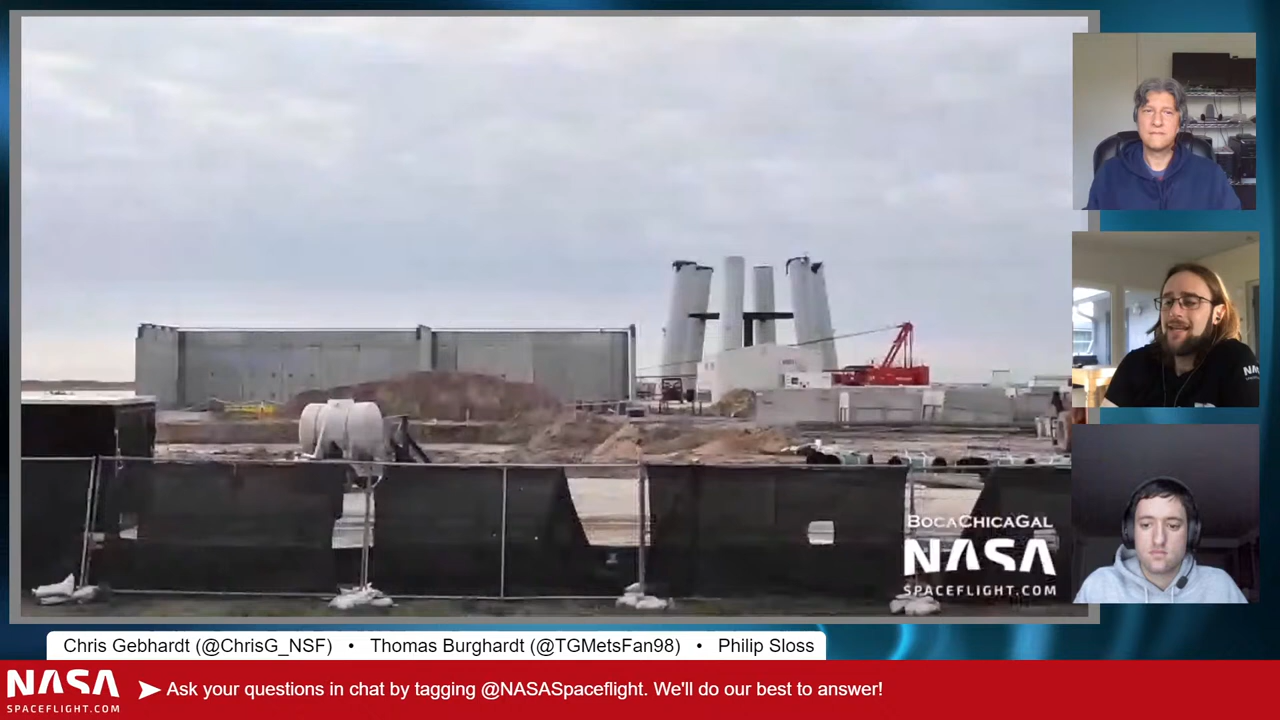 BOCACHICAGAL
NASA
SPACEFLIGHT.COM
NA
Chris Gebhardt (@ChrisG_NSF) • Thomas Burghardt (@TGMetsFan98) • Philip Sloss
NASA
SPACEFLIGHT.COM
Ask your questions in chat by tagging @NASASpaceflight. We'll do our best to answer!